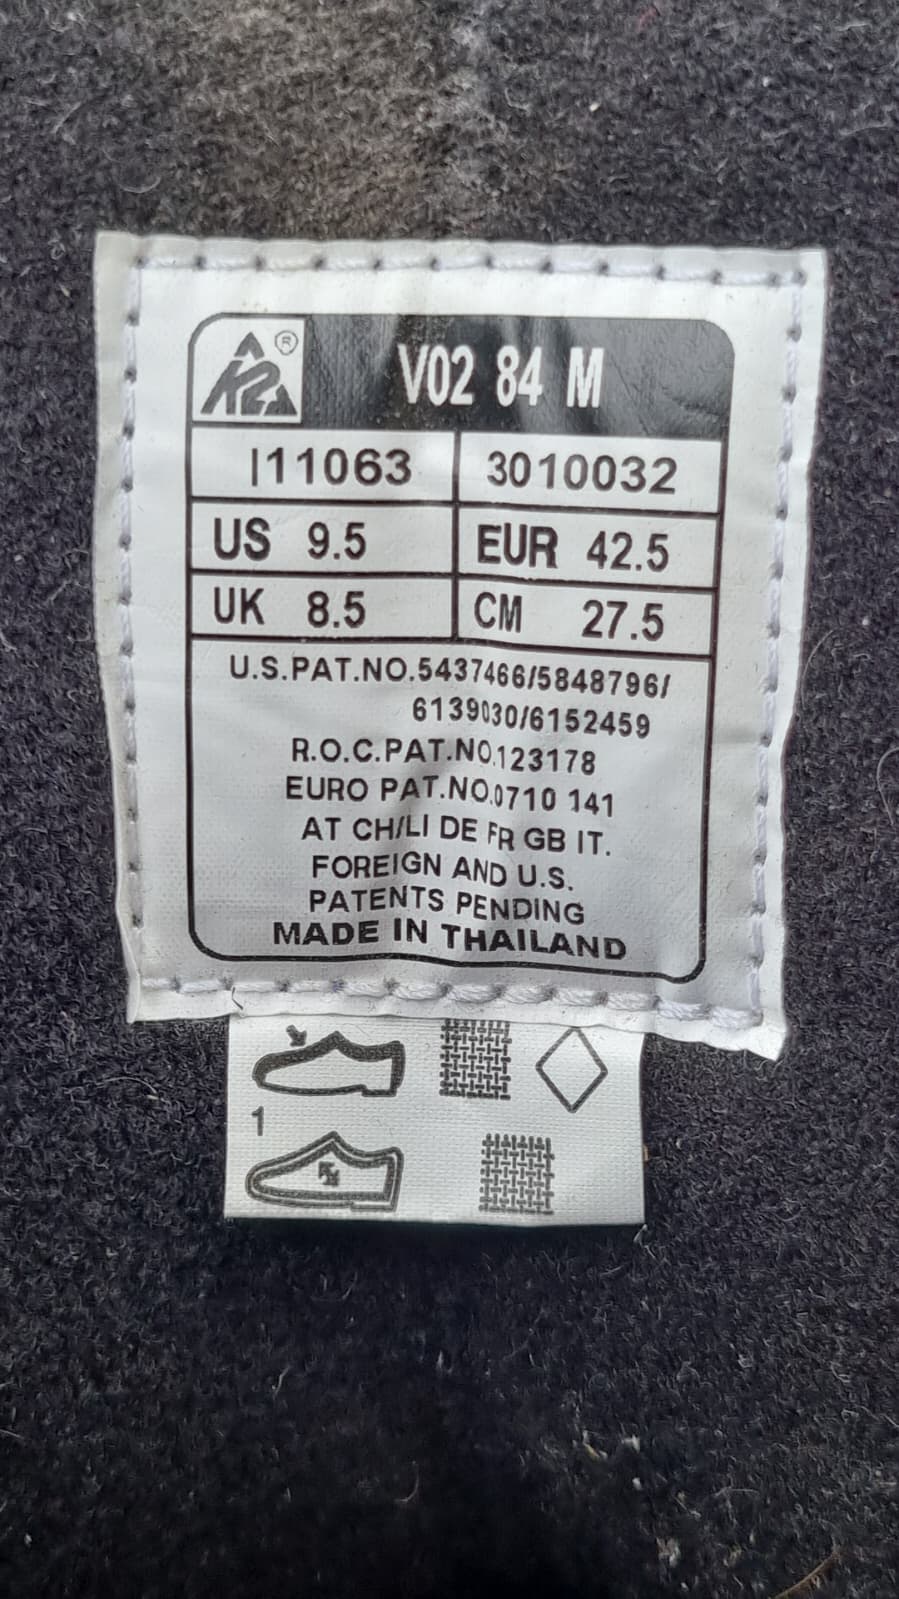 K2 ®
V02 84 M
I11063 3010032
US 9.5 EUR 42.5
UK 8.5 CM 27.5
U.S.PAT.NO.5437466/5848796/
6139030/6152459
R.O.C.PAT.NO.123178
EURO PAT.NO.0710 141
AT CH/LI DE FR GB IT.
FOREIGN AND U.S.
PATENTS PENDING
MADE IN THAILAND
1